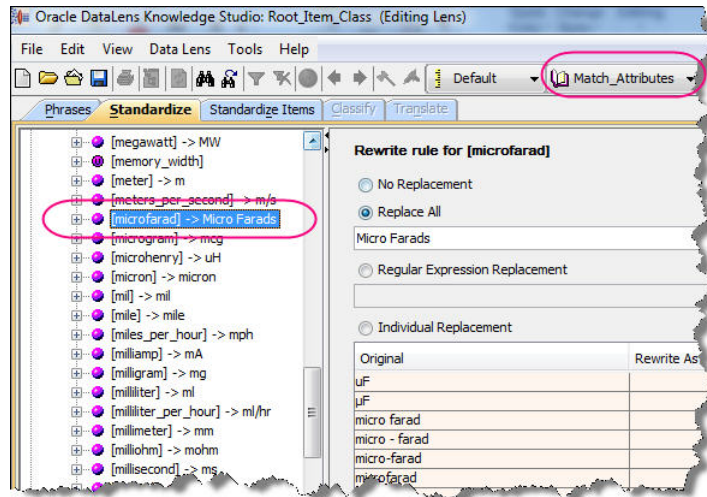 Oracle DataLens Knowledge Studio: Root_Item_Class (Editing Lens)
File Edit View Data Lens Tools Help
Default Match_Attributes
Phrases Standardize Standardize Items Classify Translate
[megawatt] -> MW
[memory_width]
[meter] -> m
[meters_per_second] -> m/s
[microfarad] -> Micro Farads
[microgram] -> mcg
[microhenry] -> uH
[micron] -> micron
[mil] -> mil
[mile] -> mile
[miles_per_hour] -> mph
[milliamp] -> mA
[milligram] -> mg
[milliliter] -> ml
[milliliter_per_hour] -> ml/hr
[millimeter] -> mm
[milliohm] -> mohm
[millisecond] -> ms
Rewrite rule for [microfarad]
No Replacement
Replace All
Micro Farads
Regular Expression Replacement
Individual Replacement
Original Rewrite As
uF
µF
micro farad
micro - farad
micro-farad
microfarad